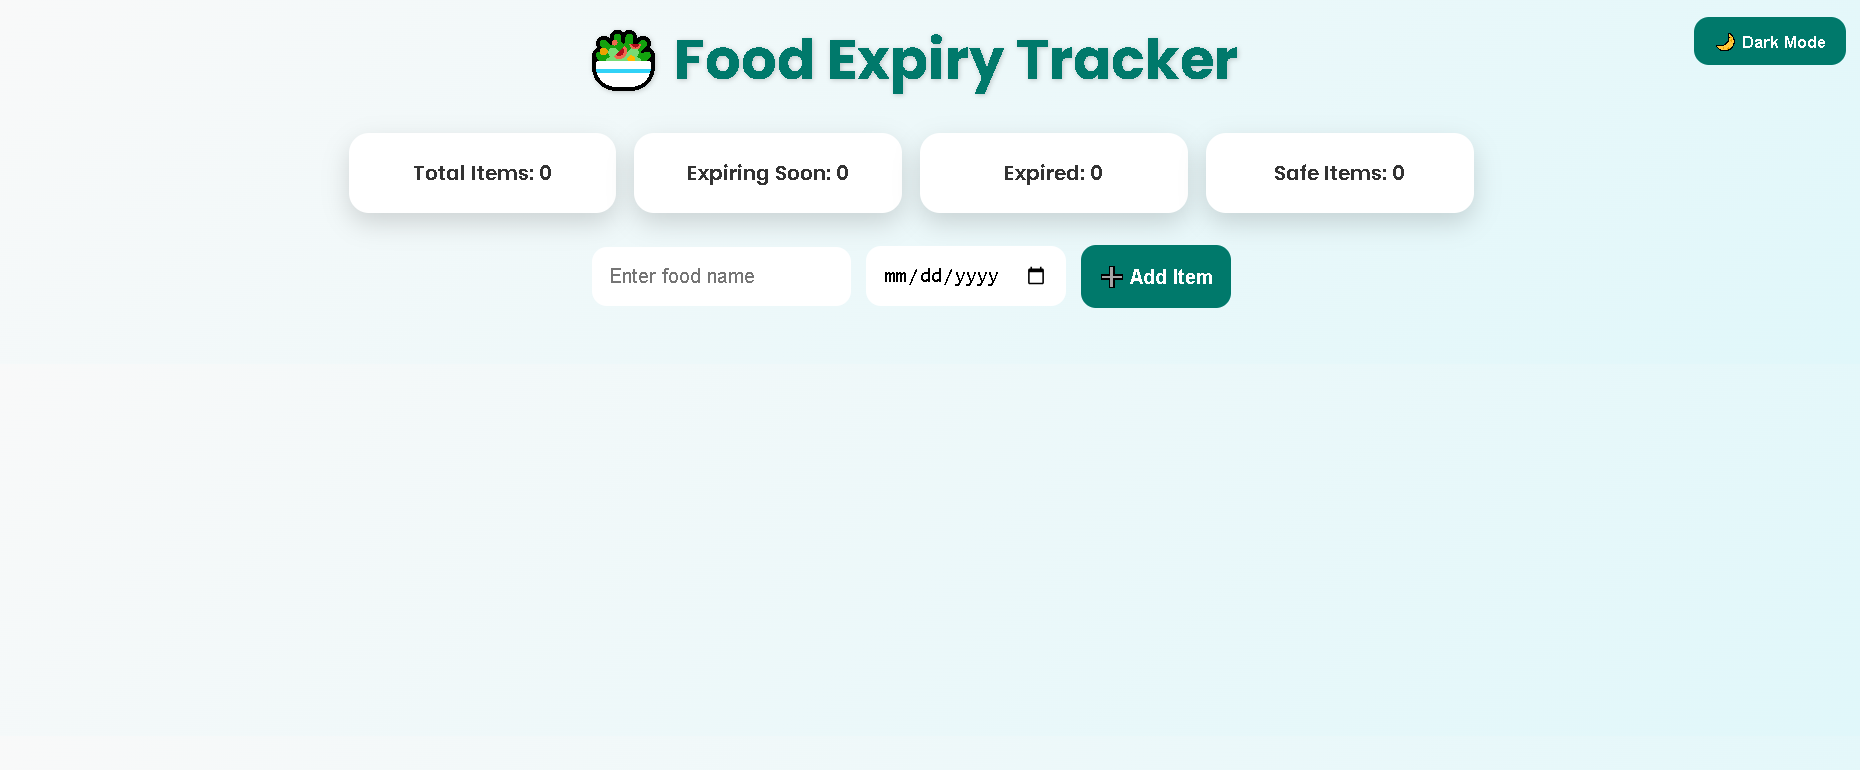 Food Expiry Tracker
Dark Mode
Total Items: 0
Expiring Soon: 0
Expired: 0
Safe Items: 0
Enter food name
mm/dd/yyyy
Add Item